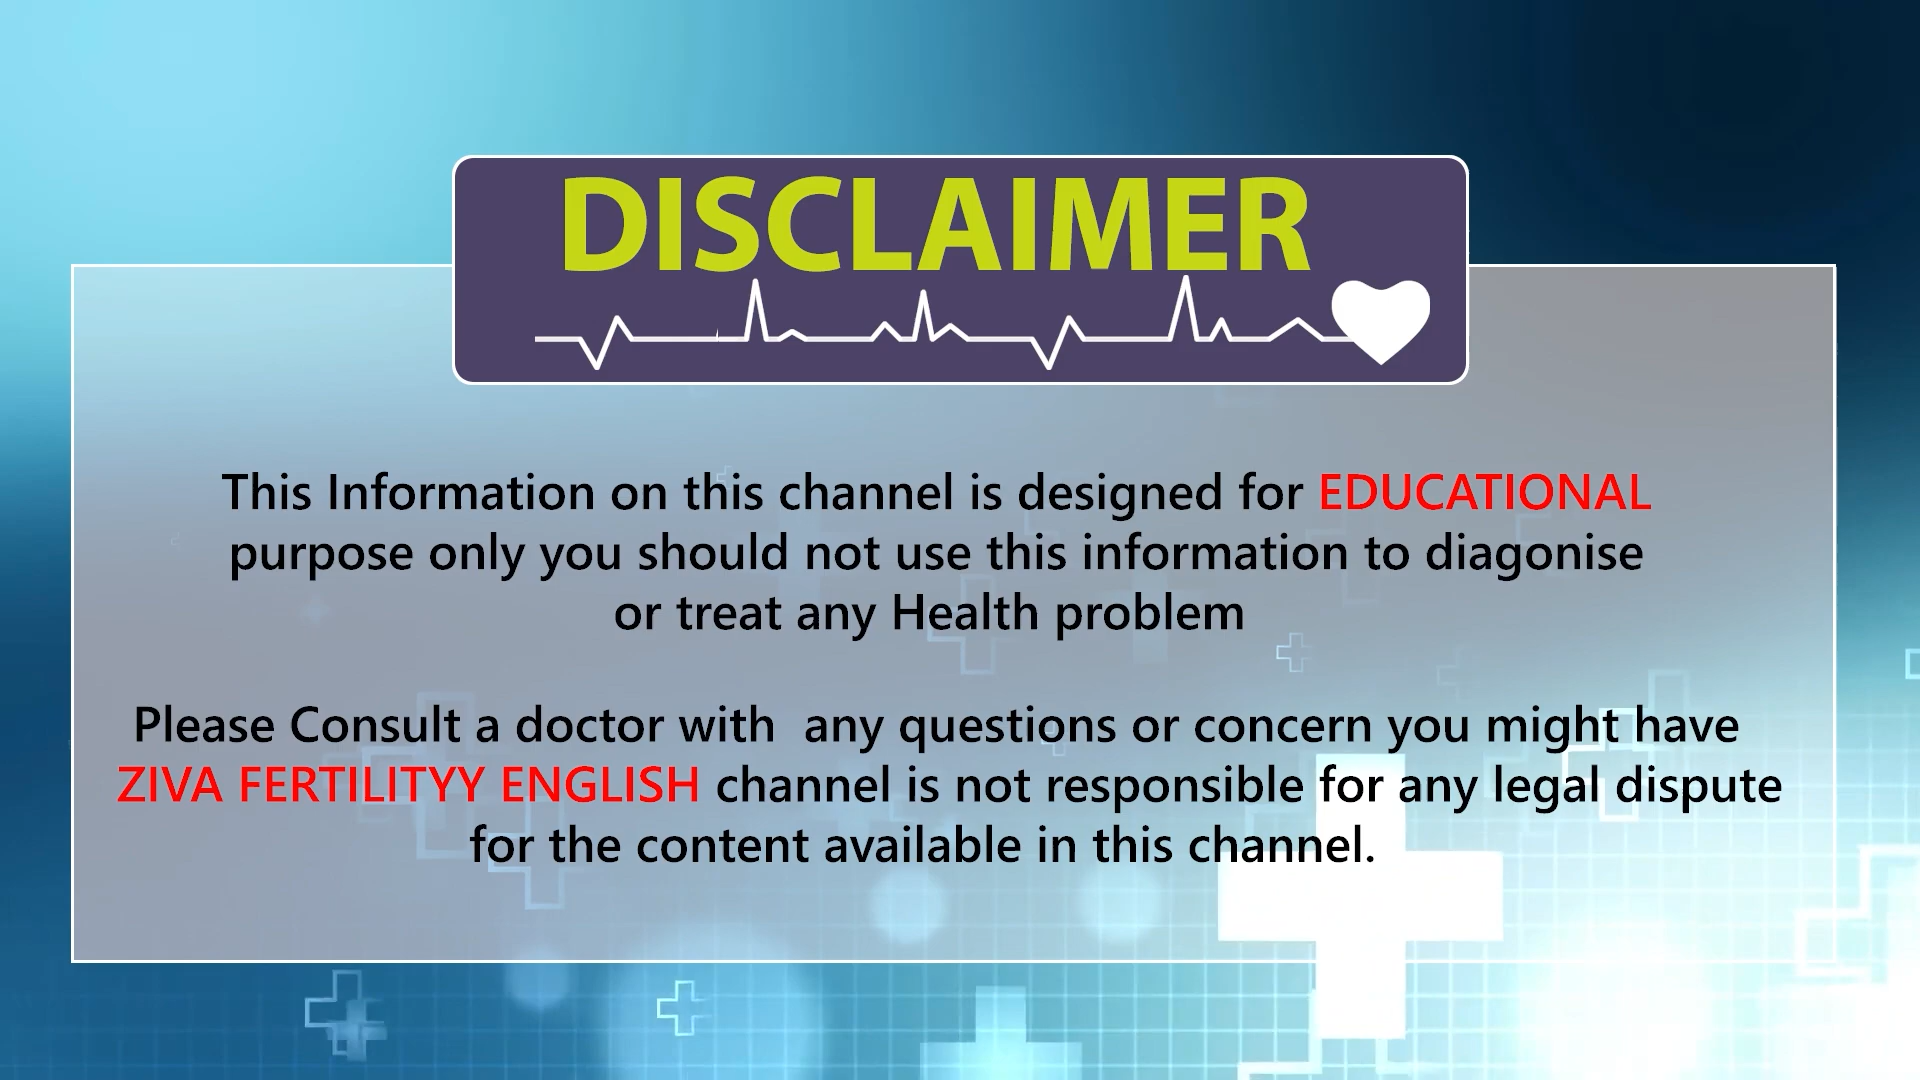 DISCLAIMER
This Information on this channel is designed for EDUCATIONAL
purpose only you should not use this information to diagonise
or treat any Health problem
Please Consult a doctor with  any questions or concern you might have
ZIVA FERTILITYY ENGLISH channel is not responsible for any legal dispute
for the content available in this channel.